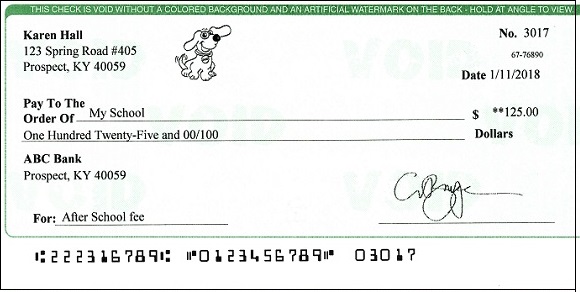 THIS CHECK IS VOID WITHOUT A COLORED BACKGROUND AND AN ARTIFICIAL WATERMARK ON THE BACK - HOLD AT ANGLE TO VIEW.
Karen Hall No. 3017
123 Spring Road #405 67-76890
Prospect, KY 40059 Date 1/11/2018
Pay To The
Order Of My School $ **125.00
One Hundred Twenty-Five and 00/100 Dollars
ABC Bank
Prospect, KY 40059
For: After School fee
⑆222316789⑆ ⑈0123456789⑈ 03017